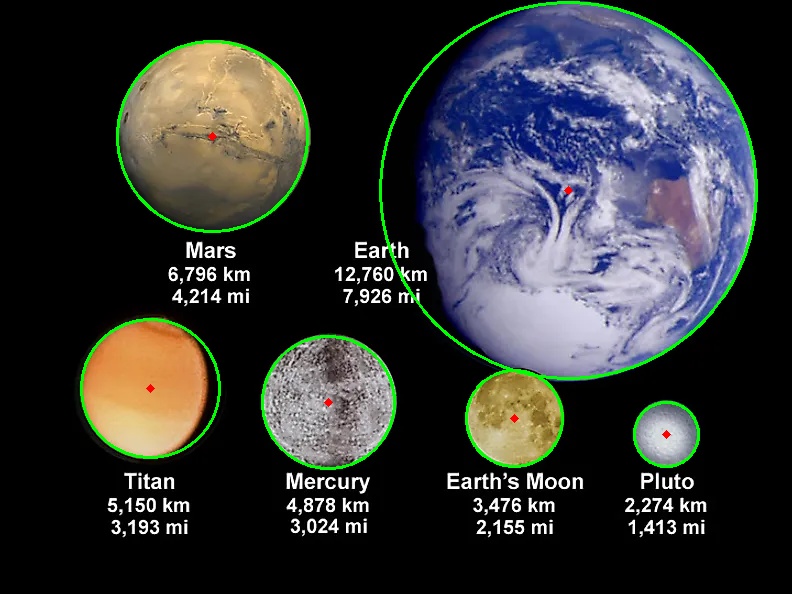 Mars
6,796 km
4,214 mi
Earth
12,760 km
7,926 mi
Titan
5,150 km
3,193 mi
Mercury
4,878 km
3,024 mi
Earth's Moon
3,476 km
2,155 mi
Pluto
2,274 km
1,413 mi